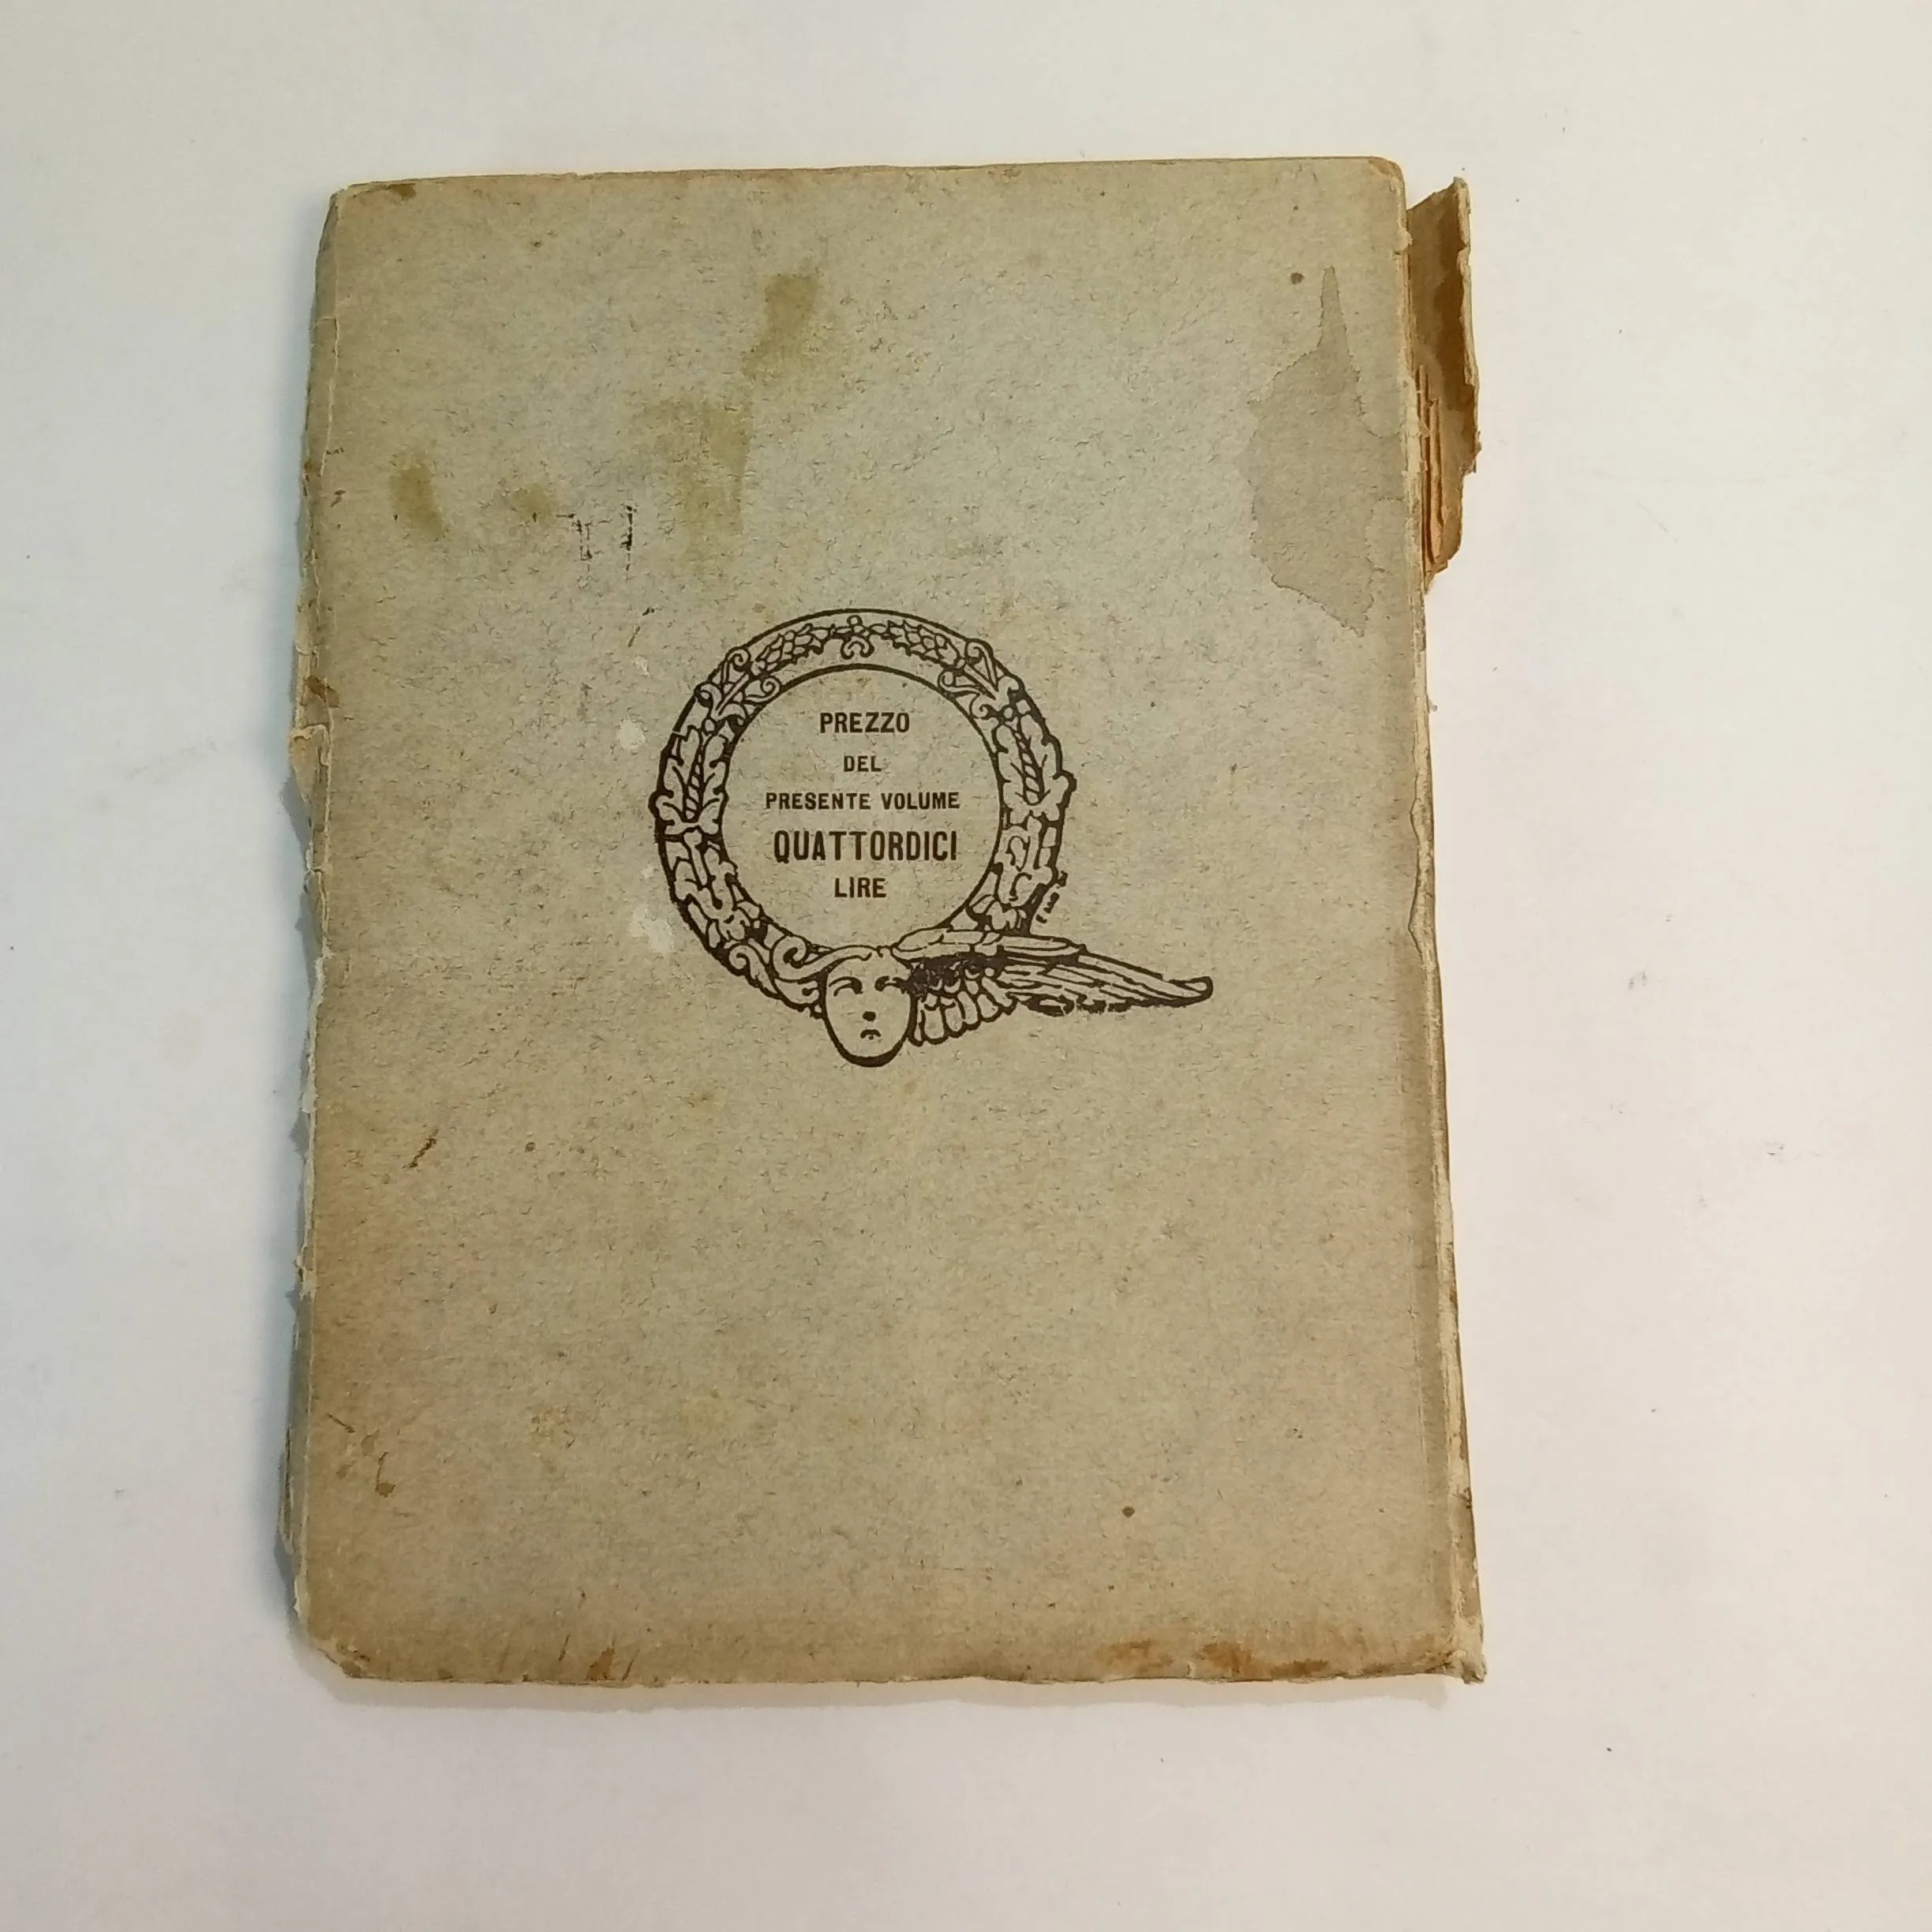 PREZZO
DEL
PRESENTE VOLUME
QUATTORDICI
LIRE